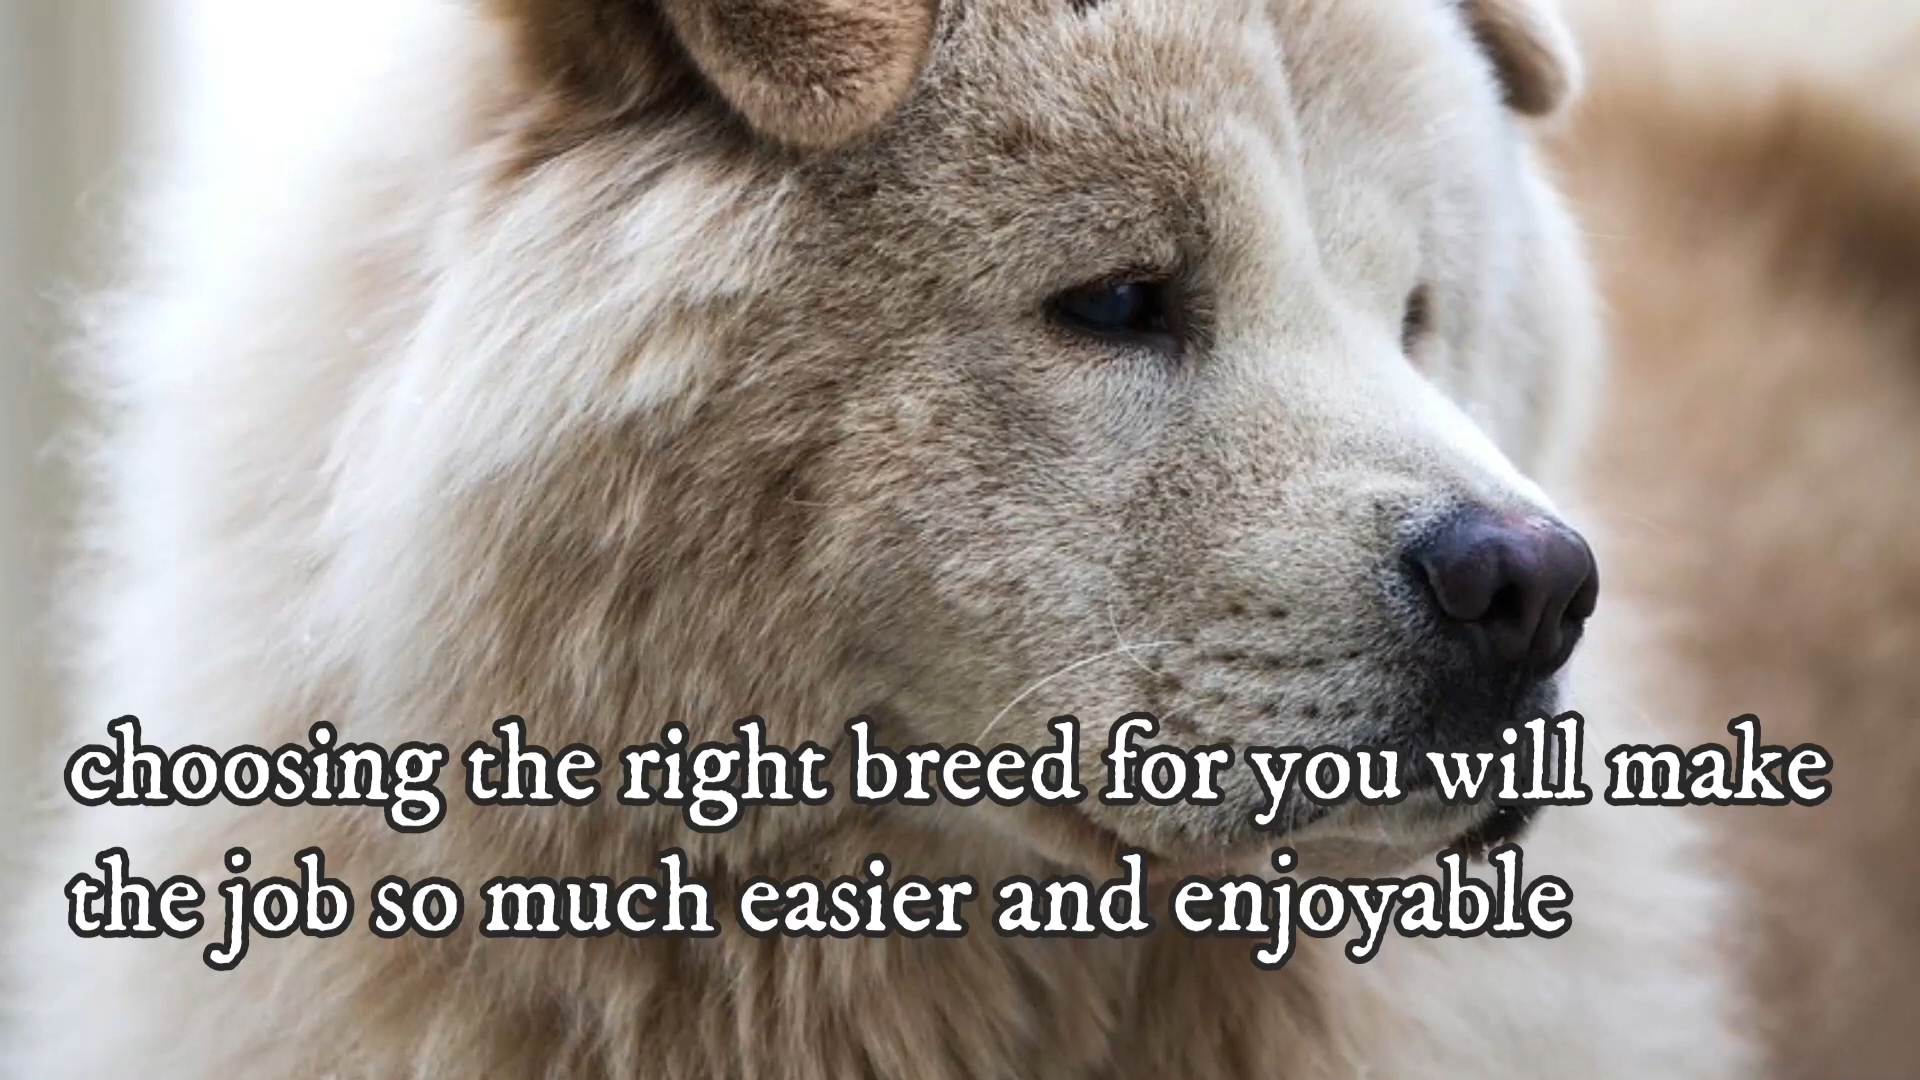 choosing the right breed for you will make
the job so much easier and enjoyable